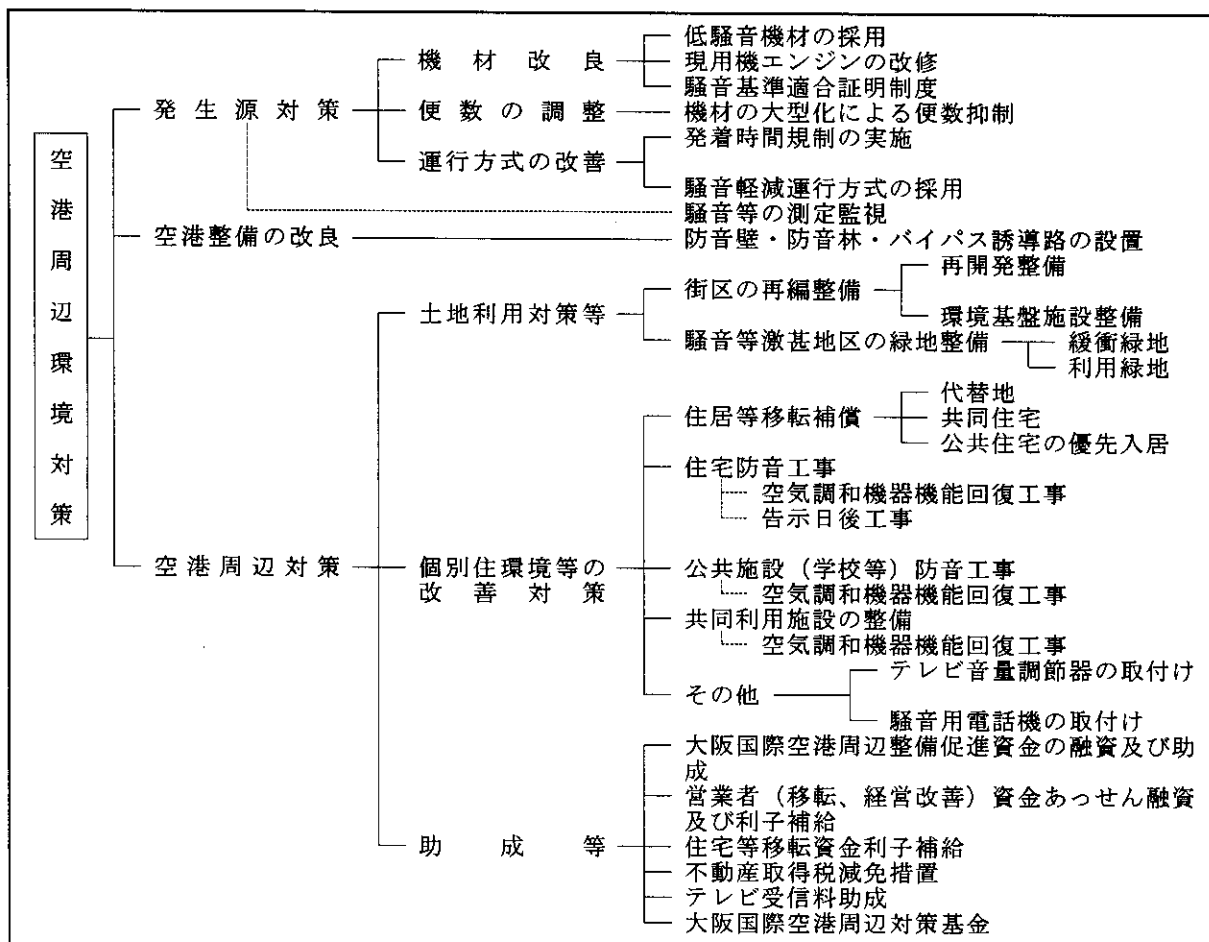 空港周辺環境対策
発生源対策
機材改良
低騒音機材の採用
現用機エンジンの改修
騒音基準適合証明制度
便数の調整
機材の大型化による便数抑制
運行方式の改善
発着時間規制の実施
騒音軽減運行方式の採用
騒音等の測定監視
空港整備の改良
防音壁・防音林・バイパス誘導路の設置
空港周辺対策
土地利用対策等
街区の再編整備
再開発整備
環境基盤施設整備
騒音等激甚地区の緑地整備
緩衝緑地
利用緑地
個別住環境等の
改善対策
住居等移転補償
代替地
共同住宅
公共住宅の優先入居
住宅防音工事
空気調和機器機能回復工事
告示日後工事
公共施設（学校等）防音工事
空気調和機器機能回復工事
共同利用施設の整備
空気調和機器機能回復工事
その他
テレビ音量調節器の取付け
騒音用電話機の取付け
助成等
大阪国際空港周辺整備促進資金の融資及び助
成
営業者（移転、経営改善）資金あっせん融資
及び利子補給
住宅等移転資金利子補給
不動産取得税減免措置
テレビ受信料助成
大阪国際空港周辺対策基金